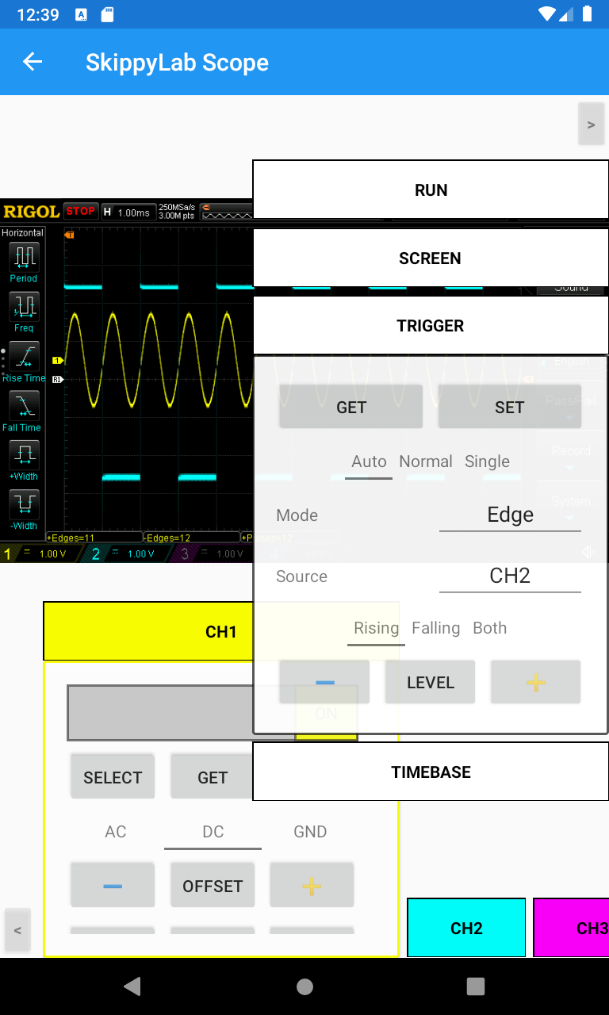 12:39
SkippyLab Scope
>
RUN
RIGOL STOP H 1.00ms 250MSa/s 3.00M pts
Horizontal
SCREEN
Period
Sound
Freq
TRIGGER
Rise Time
GET SET
Fall Time
Record
Auto Normal Single
+Width
System
Mode Edge
-Width
+Edges=11 -Edges=12
1 = 1.00 V 2 = 1.00 V 3 = 1.00 V
Source CH2
CH1
Rising Falling Both
− LEVEL +
ON
TIMEBASE
SELECT GET
AC DC GND
− OFFSET +
<
CH2 CH3